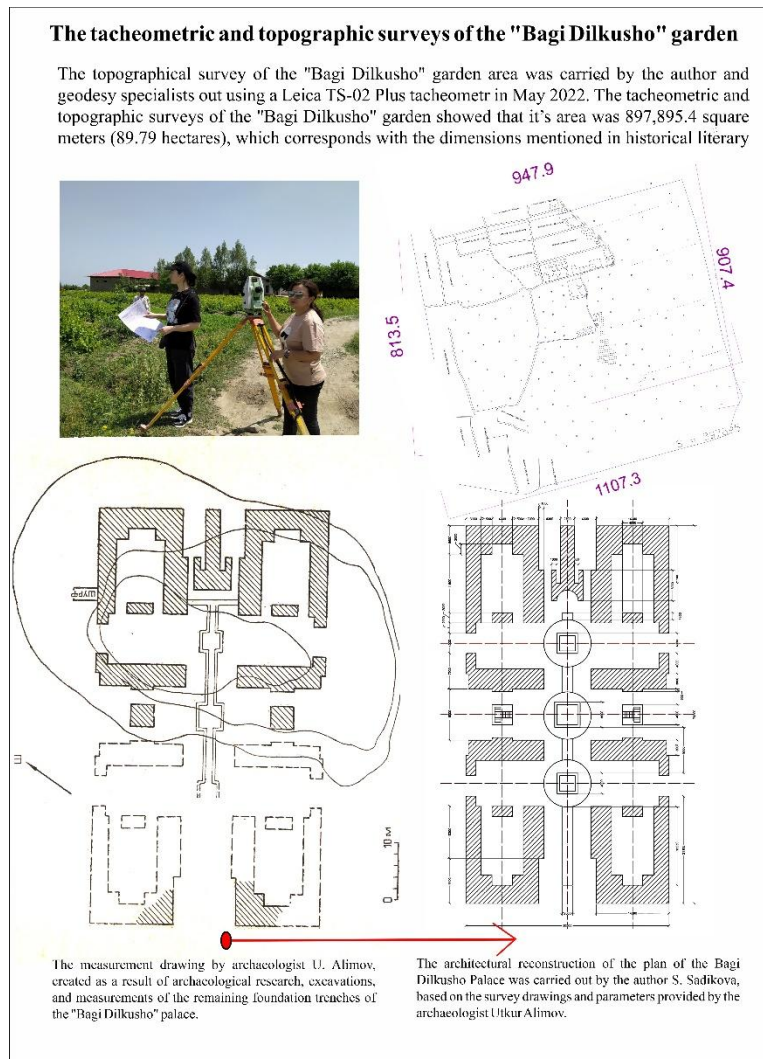 The tacheometric and topographic surveys of the "Bagi Dilkusho" garden
The topographical survey of the "Bagi Dilkusho" garden area was carried by the author and
geodesy specialists out using a Leica TS-02 Plus tacheometr in May 2022. The tacheometric and
topographic surveys of the "Bagi Dilkusho" garden showed that it’s area was 897,895.4 square
meters (89.79 hectares), which corresponds with the dimensions mentioned in historical literary
947.9
907.4
813.5
1107.3
ШУРФ
0 10 м
The measurement drawing by archaeologist U. Alimov,
created as a result of archaeological research, excavations,
and measurements of the remaining foundation trenches of
the "Bagi Dilkusho" palace.
The architectural reconstruction of the plan of the Bagi
Dilkusho Palace was carried out by the author S. Sadikova,
based on the survey drawings and parameters provided by the
archaeologist Utkur Alimov.